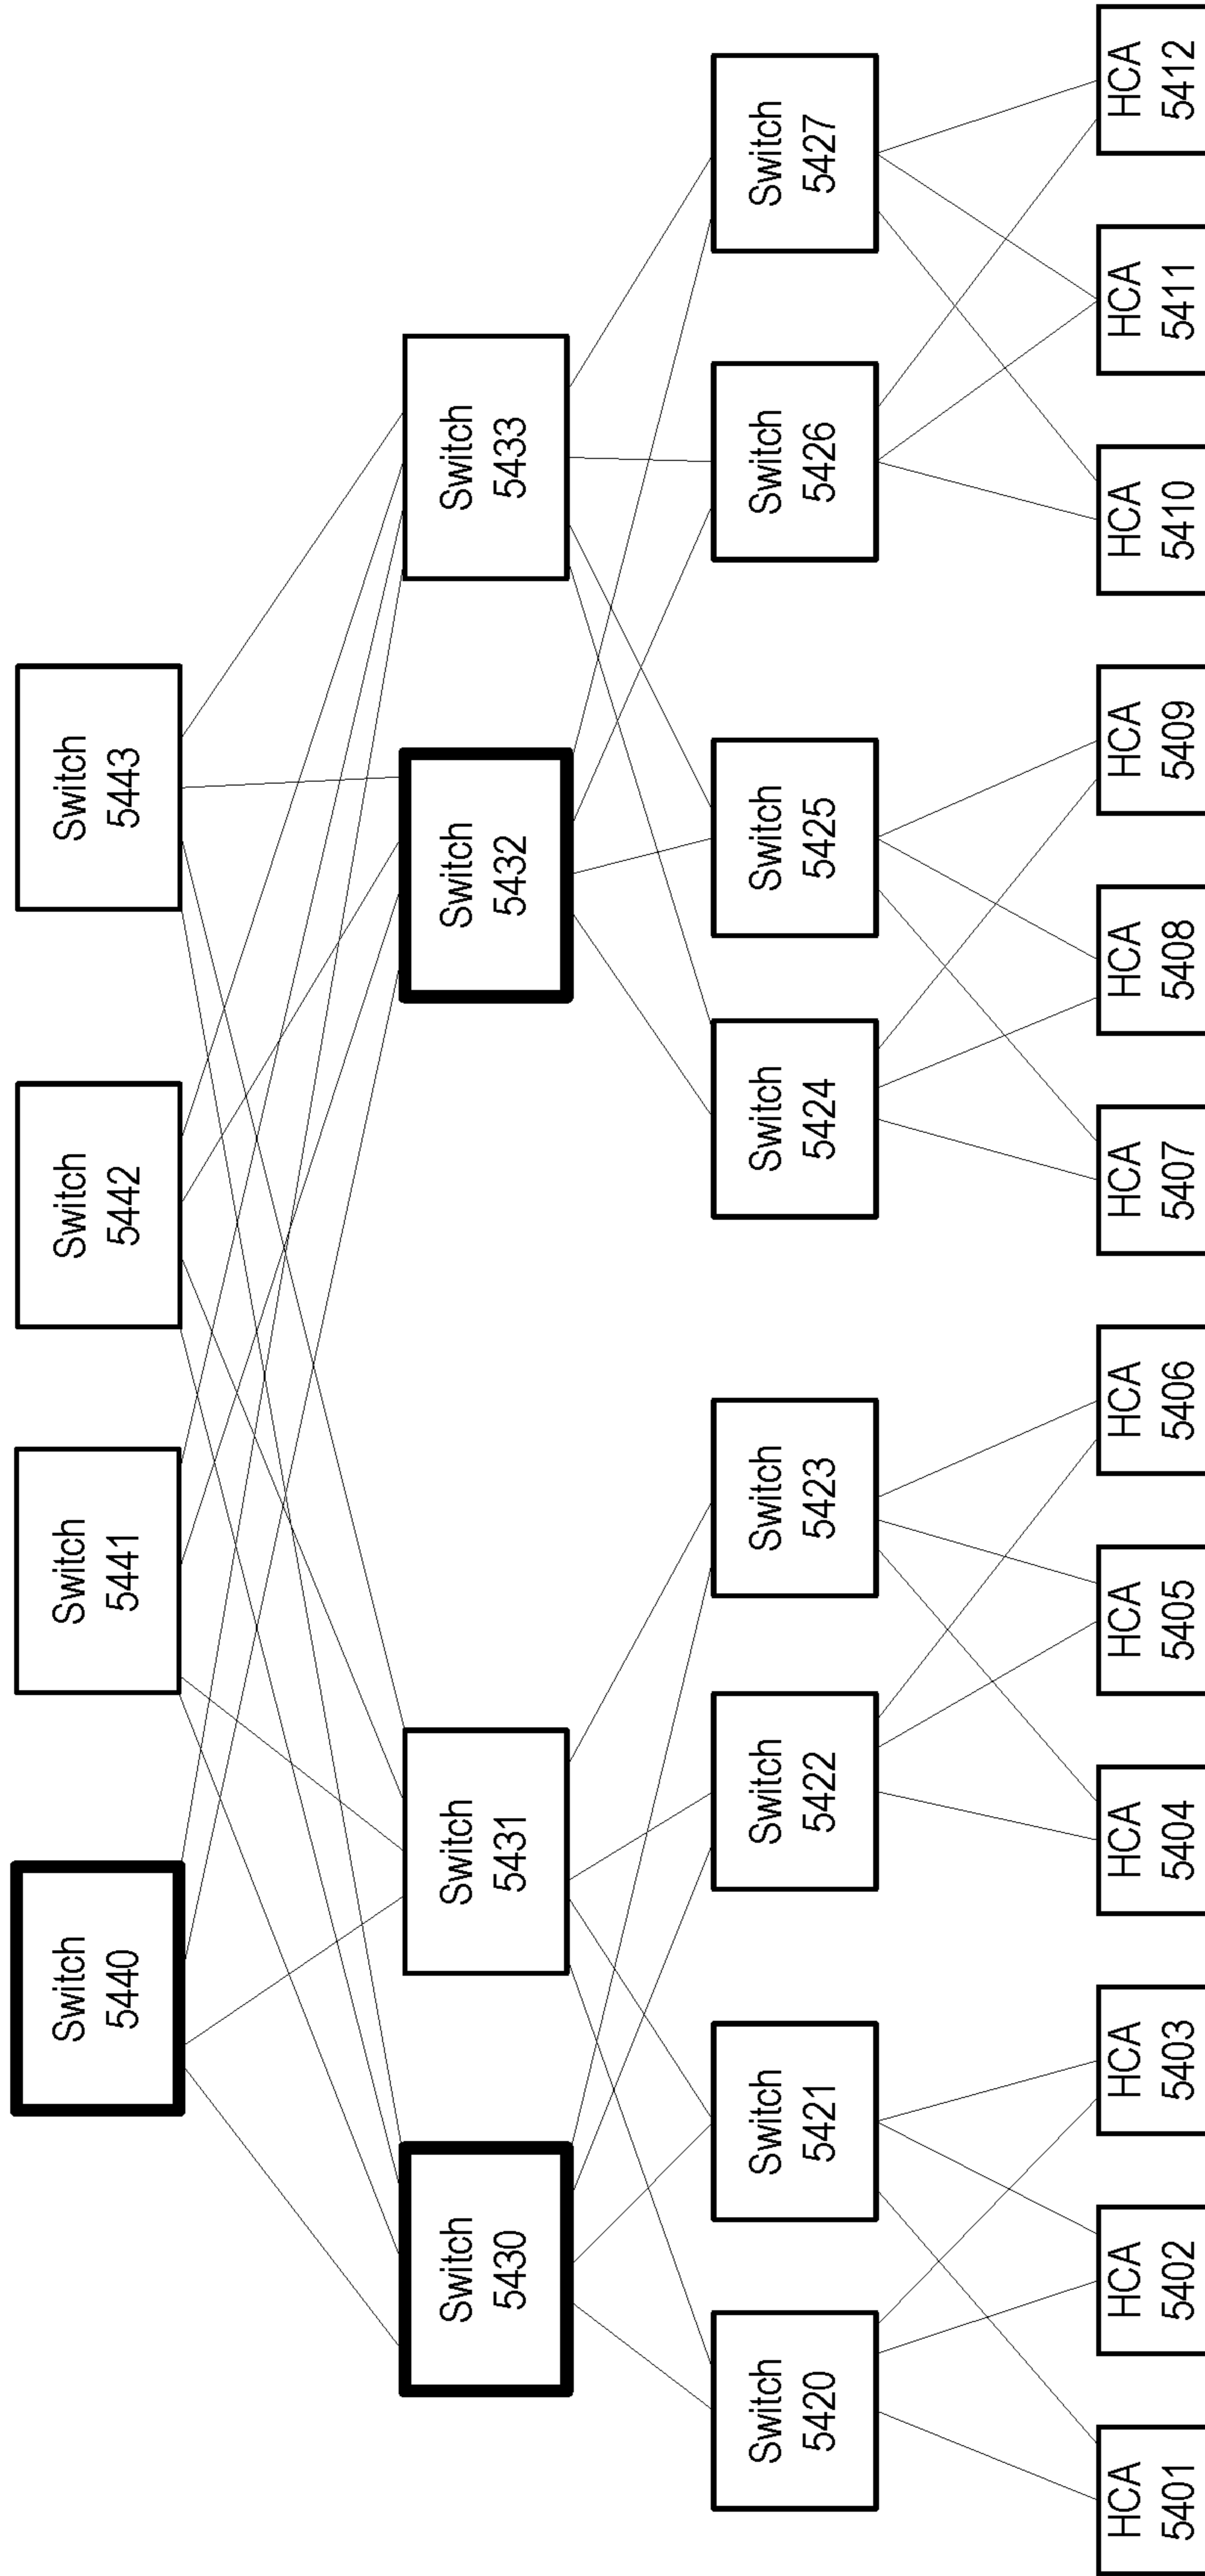 Switch
5440
Switch
5441
Switch
5442
Switch
5443
Switch
5430
Switch
5431
Switch
5432
Switch
5433
Switch
5420
Switch
5421
Switch
5422
Switch
5423
Switch
5424
Switch
5425
Switch
5426
Switch
5427
HCA
5401
HCA
5402
HCA
5403
HCA
5404
HCA
5405
HCA
5406
HCA
5407
HCA
5408
HCA
5409
HCA
5410
HCA
5411
HCA
5412